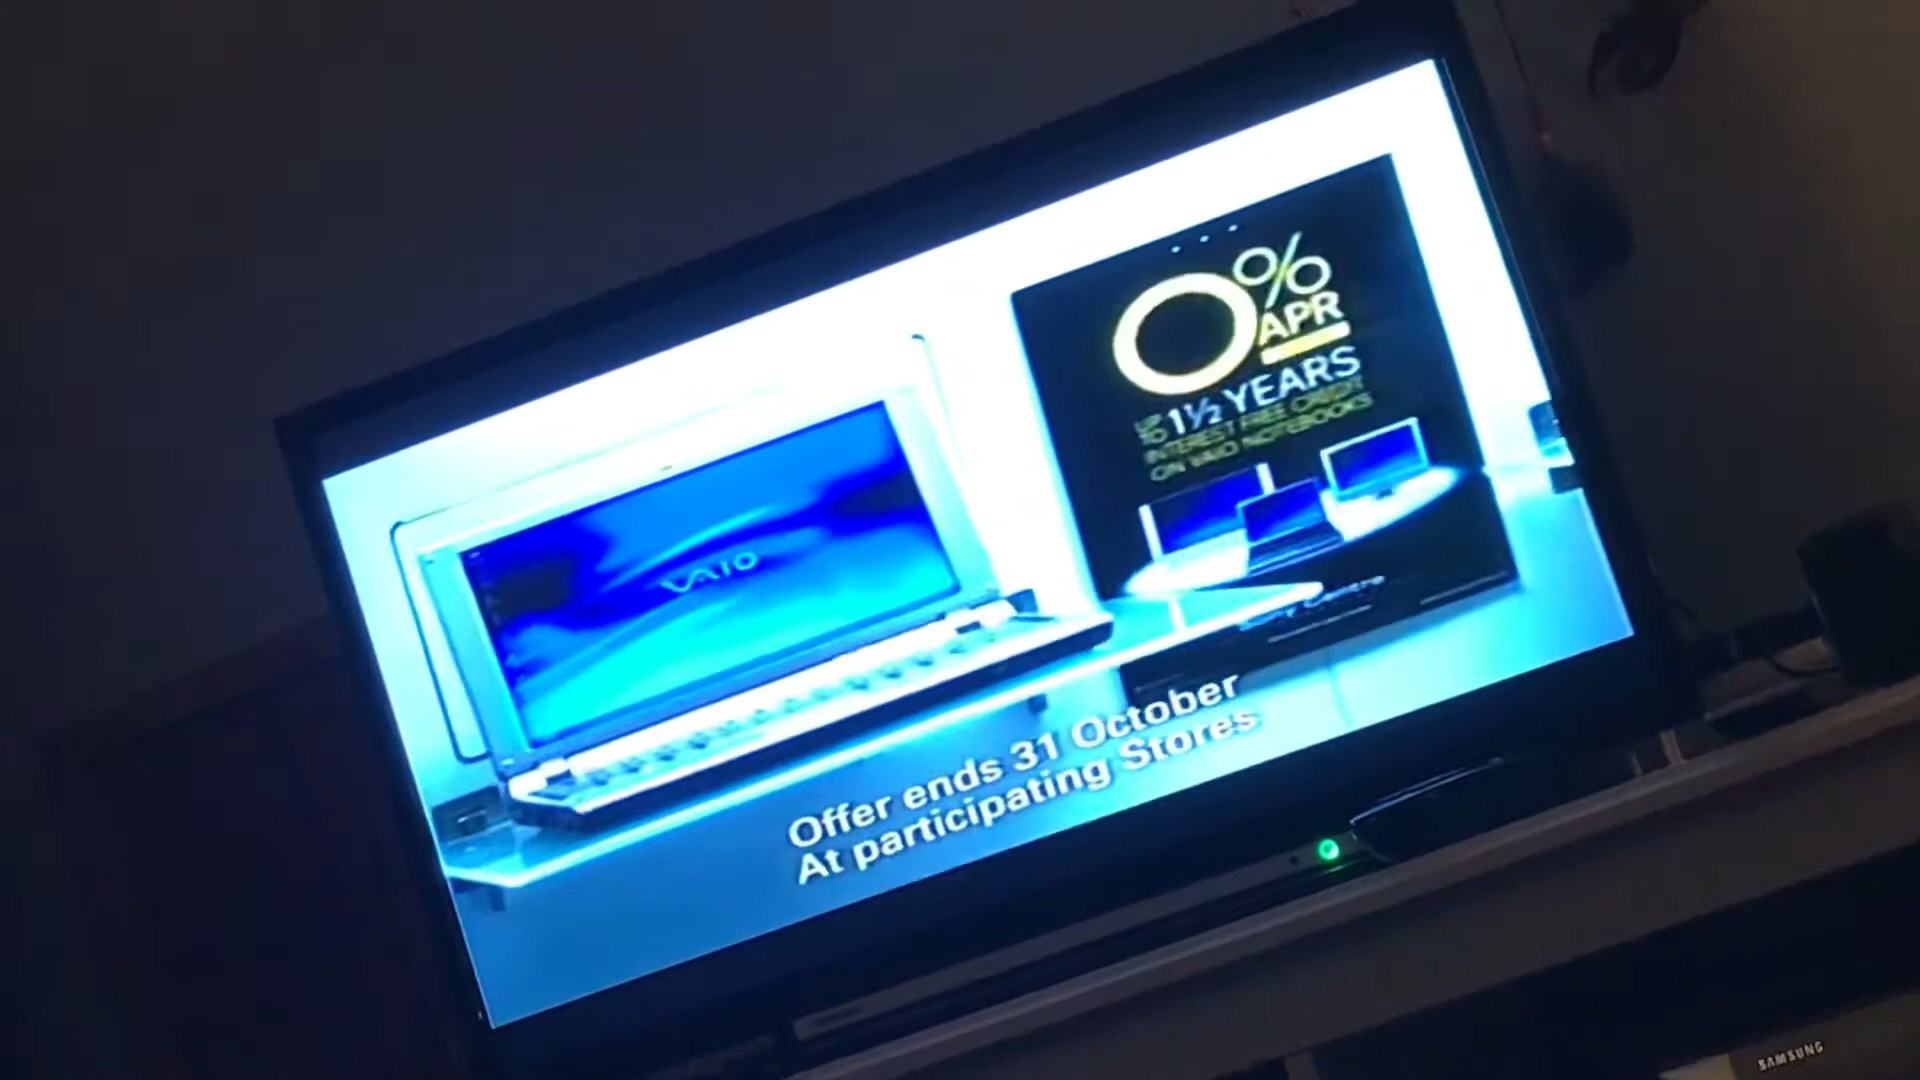 VAIO
0%
APR
UP TO 1½ YEARS
INTEREST FREE CREDIT
ON VAIO NOTEBOOKS
Offer ends 31 October
At participating Stores
SAMSUNG